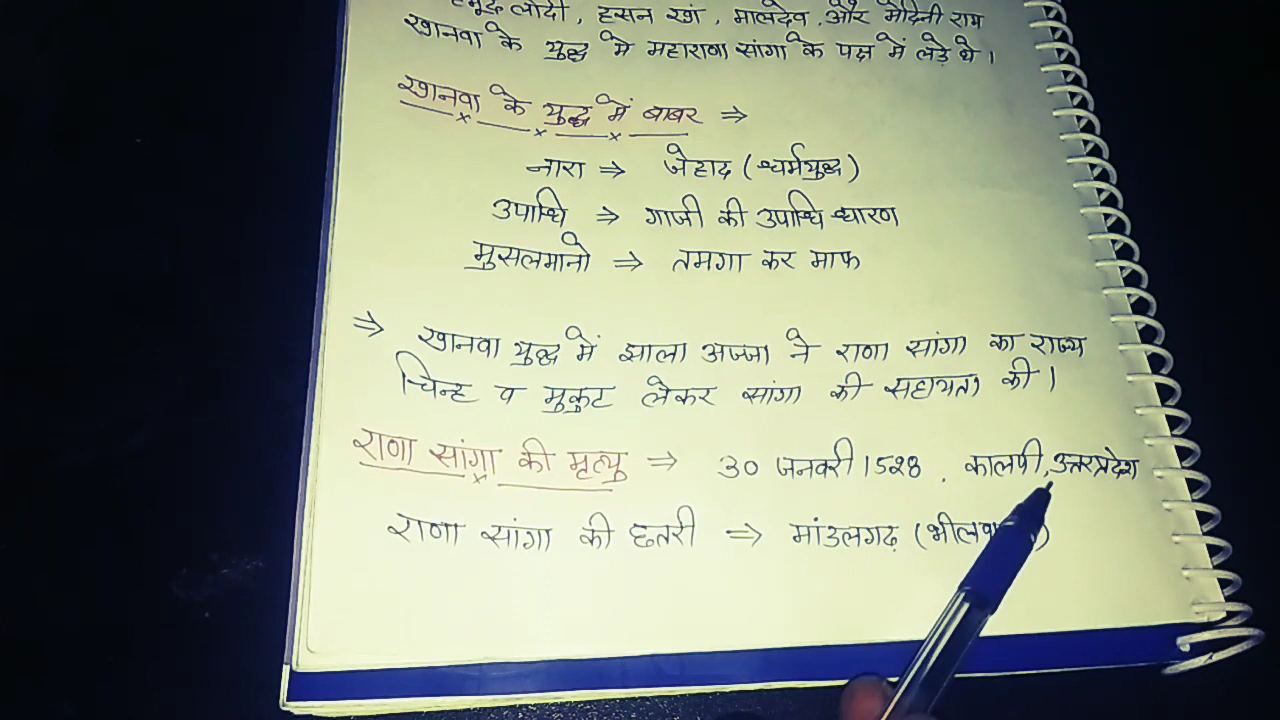 लोदी, हसन खां, मालदेव, और मेदिनी राय
खानवा के युद्ध मे महाराणा सांगा के पक्ष में लड़े थे।
खानवा के युद्ध में बाबर ⇒
नारा ⇒ जेहाद (धर्मयुद्ध)
उपाधि ⇒ गाजी की उपाधि धारण
मुसलमानो ⇒ तमगा कर माफ
⇒ खानवा युद्ध में झाला अज्जा ने राणा सांगा का राज्य
चिन्ह व मुकुट लेकर सांगा की सहायता की।
राणा सांगा की मृत्यु ⇒ 30 जनवरी 1528, कालपी, उत्तरप्रदेश
राणा सांगा की छतरी ⇒ मांडलगढ़